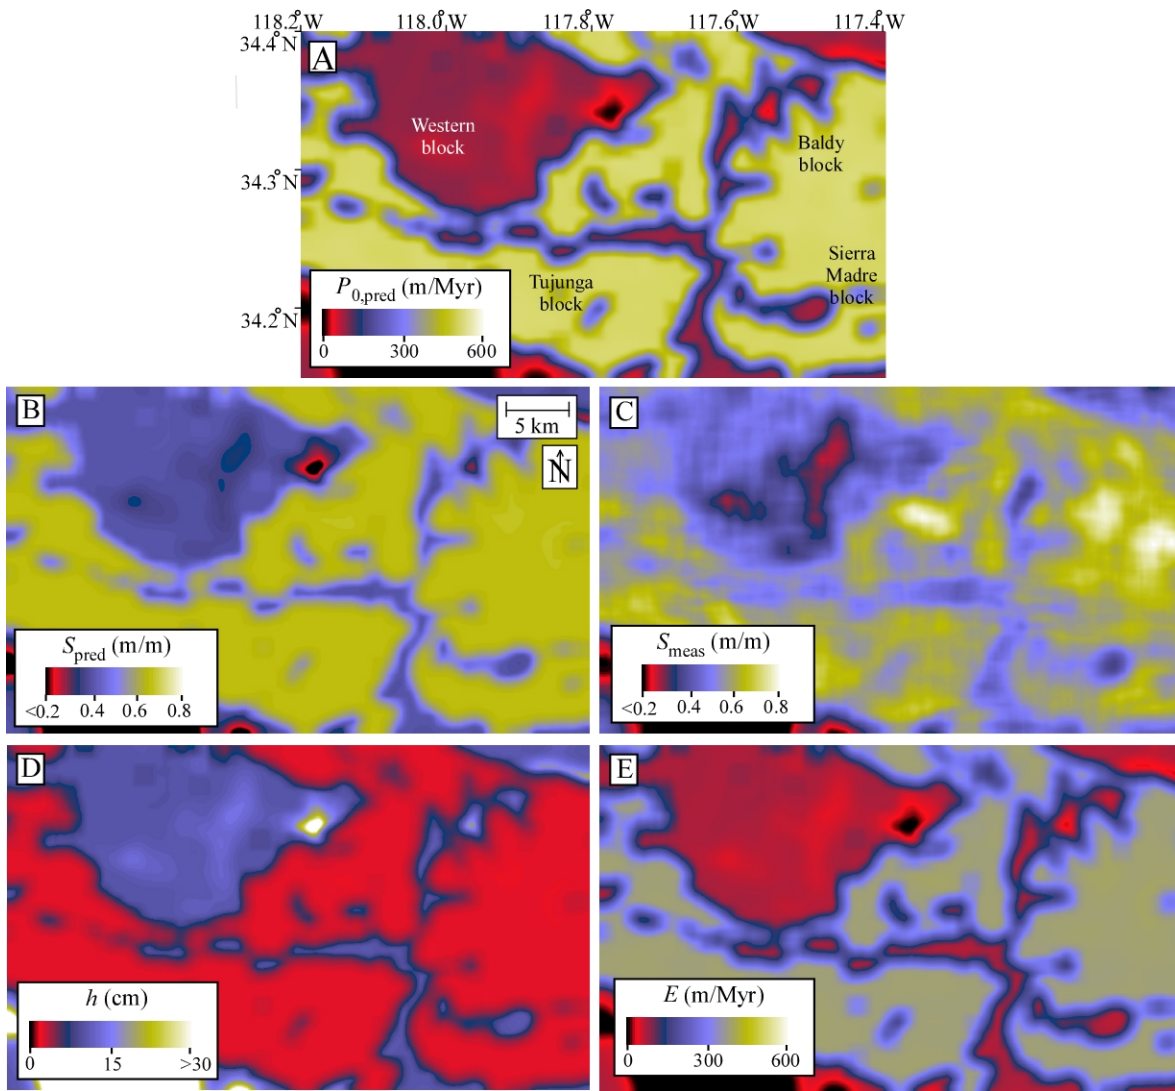 118.2°W 118.0°W 117.8°W 117.6°W 117.4°W
34.4°N
A
Western
block
Baldy
block
34.3°N
Sierra
Madre
block
Tujunga
block
34.2°N
P0,pred (m/Myr)
0 300 600
B
5 km
N
Spred (m/m)
<0.2 0.4 0.6 0.8
C
Smeas (m/m)
<0.2 0.4 0.6 0.8
D
h (cm)
0 15 >30
E
E (m/Myr)
0 300 600